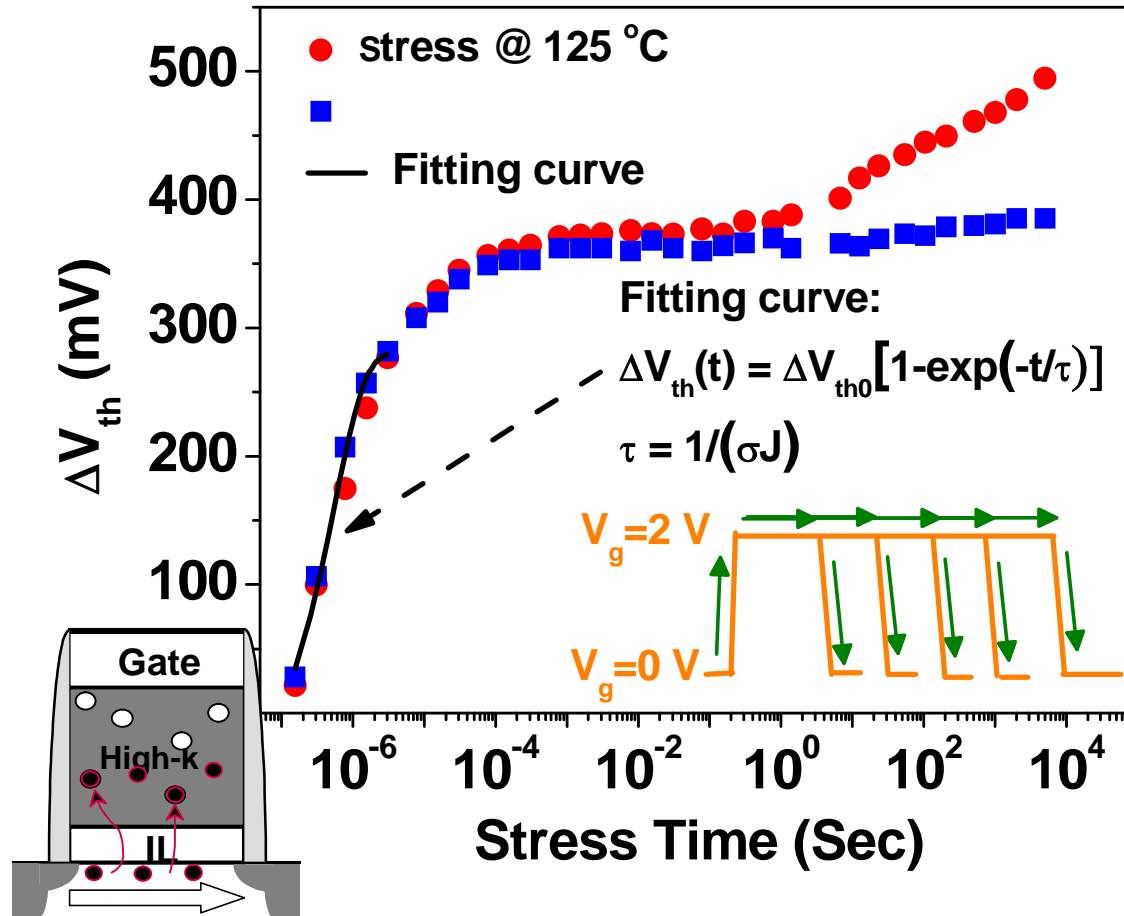 stress @ 125 °C
Fitting curve
500
400
300
200
100
ΔV_th (mV)
Fitting curve:
ΔV_th(t) = ΔV_th0[1-exp(-t/τ)]
τ = 1/(σJ)
V_g=2 V
V_g=0 V
Gate
High-k
IL
10^-6 10^-4 10^-2 10^0 10^2 10^4
Stress Time (Sec)